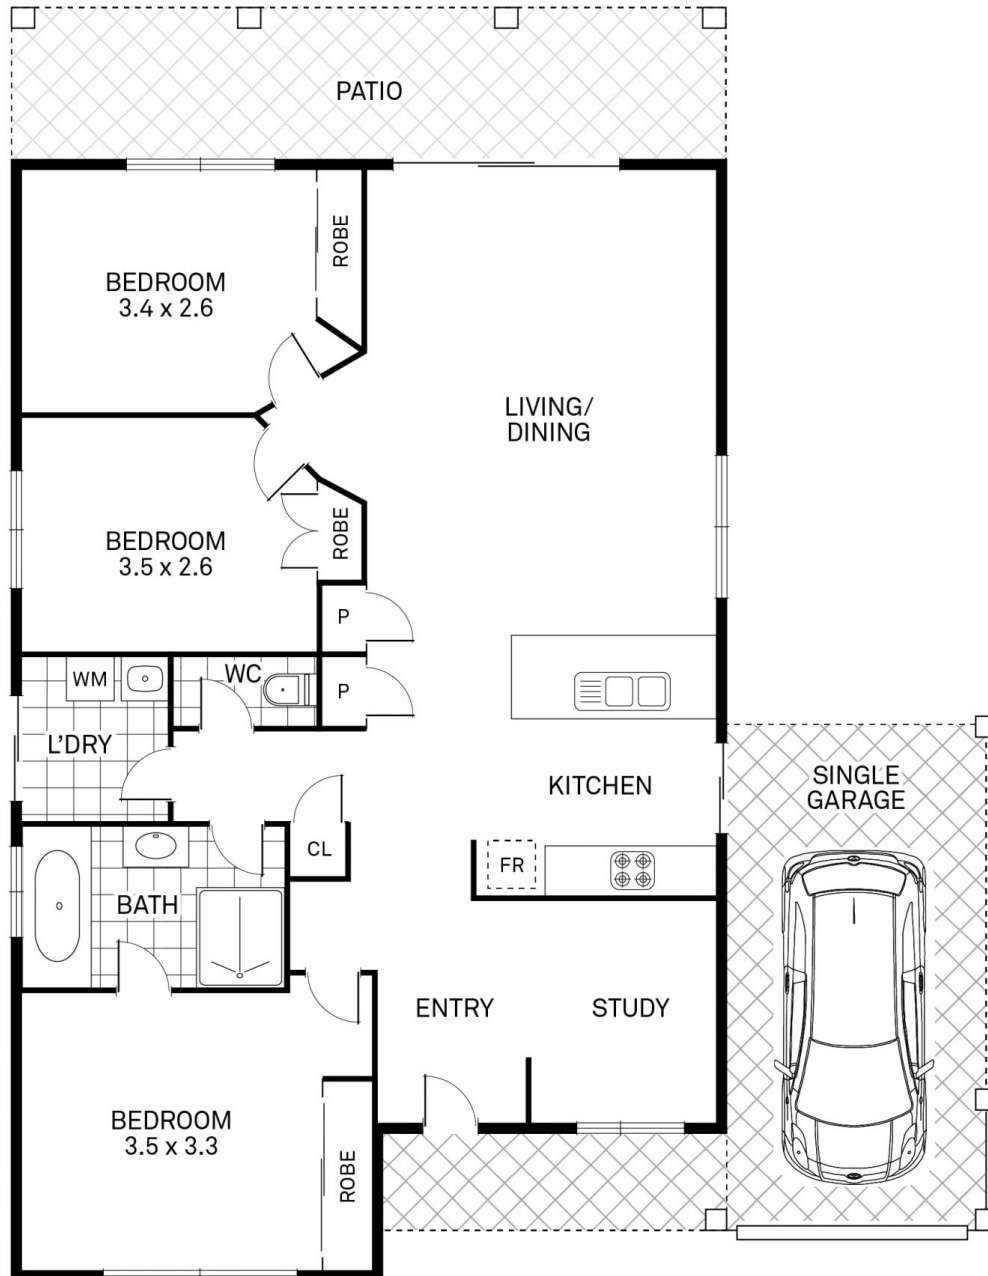 PATIO
BEDROOM
3.4 x 2.6
ROBE
LIVING/
DINING
BEDROOM
3.5 x 2.6
ROBE
P
WM
WC
P
L'DRY
KITCHEN
SINGLE
GARAGE
CL
FR
BATH
ENTRY
STUDY
BEDROOM
3.5 x 3.3
ROBE